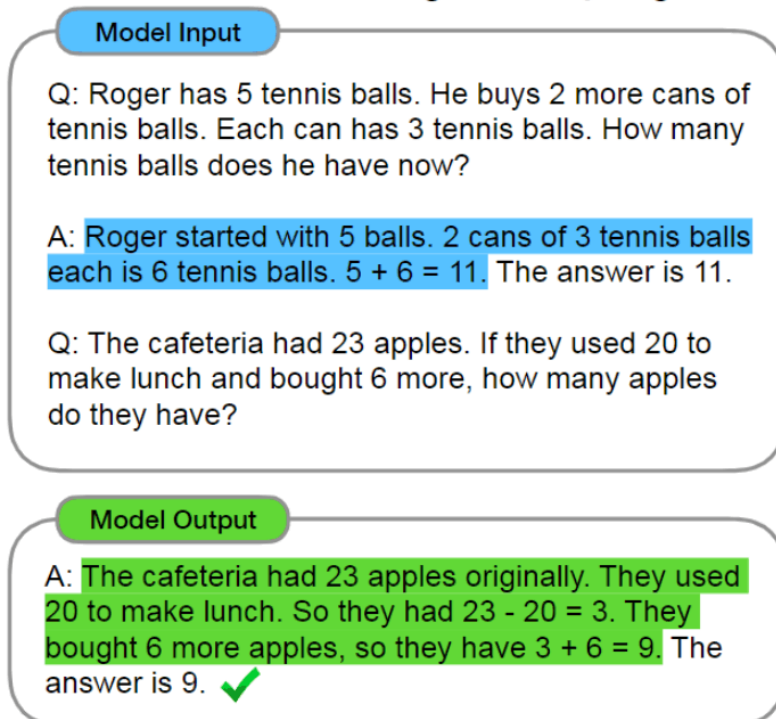 Model Input
Q: Roger has 5 tennis balls. He buys 2 more cans of
tennis balls. Each can has 3 tennis balls. How many
tennis balls does he have now?
A: Roger started with 5 balls. 2 cans of 3 tennis balls
each is 6 tennis balls. 5 + 6 = 11. The answer is 11.
Q: The cafeteria had 23 apples. If they used 20 to
make lunch and bought 6 more, how many apples
do they have?
Model Output
A: The cafeteria had 23 apples originally. They used
20 to make lunch. So they had 23 - 20 = 3. They
bought 6 more apples, so they have 3 + 6 = 9. The
answer is 9.